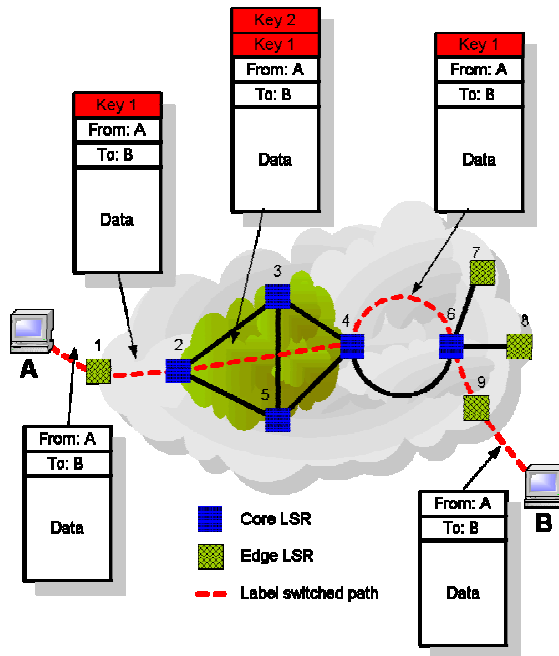 Key 2
Key 1
From: A
To: B
Data
Key 1
From: A
To: B
Data
Key 1
From: A
To: B
Data
3
7
1
2
4
6
8
A
5
9
From: A
To: B
Data
B
From: A
To: B
Data
Core LSR
Edge LSR
Label switched path